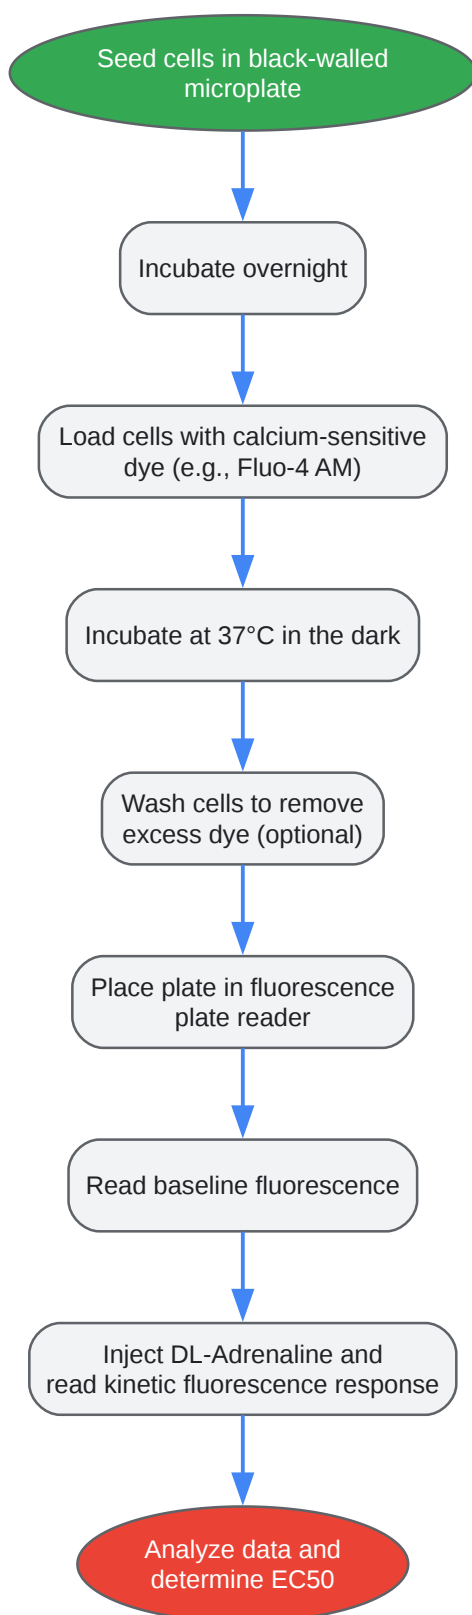 Seed cells in black-walled
microplate
Incubate overnight
Load cells with calcium-sensitive
dye (e.g., Fluo-4 AM)
Incubate at 37°C in the dark
Wash cells to remove
excess dye (optional)
Place plate in fluorescence
plate reader
Read baseline fluorescence
Inject DL-Adrenaline and
read kinetic fluorescence response
Analyze data and
determine EC50